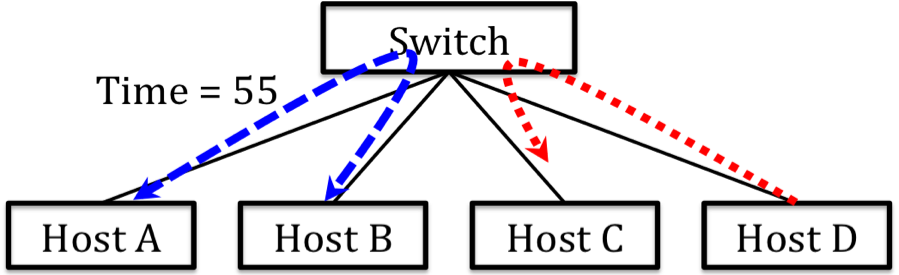 Switch
Time = 55
Host A
Host B
Host C
Host D